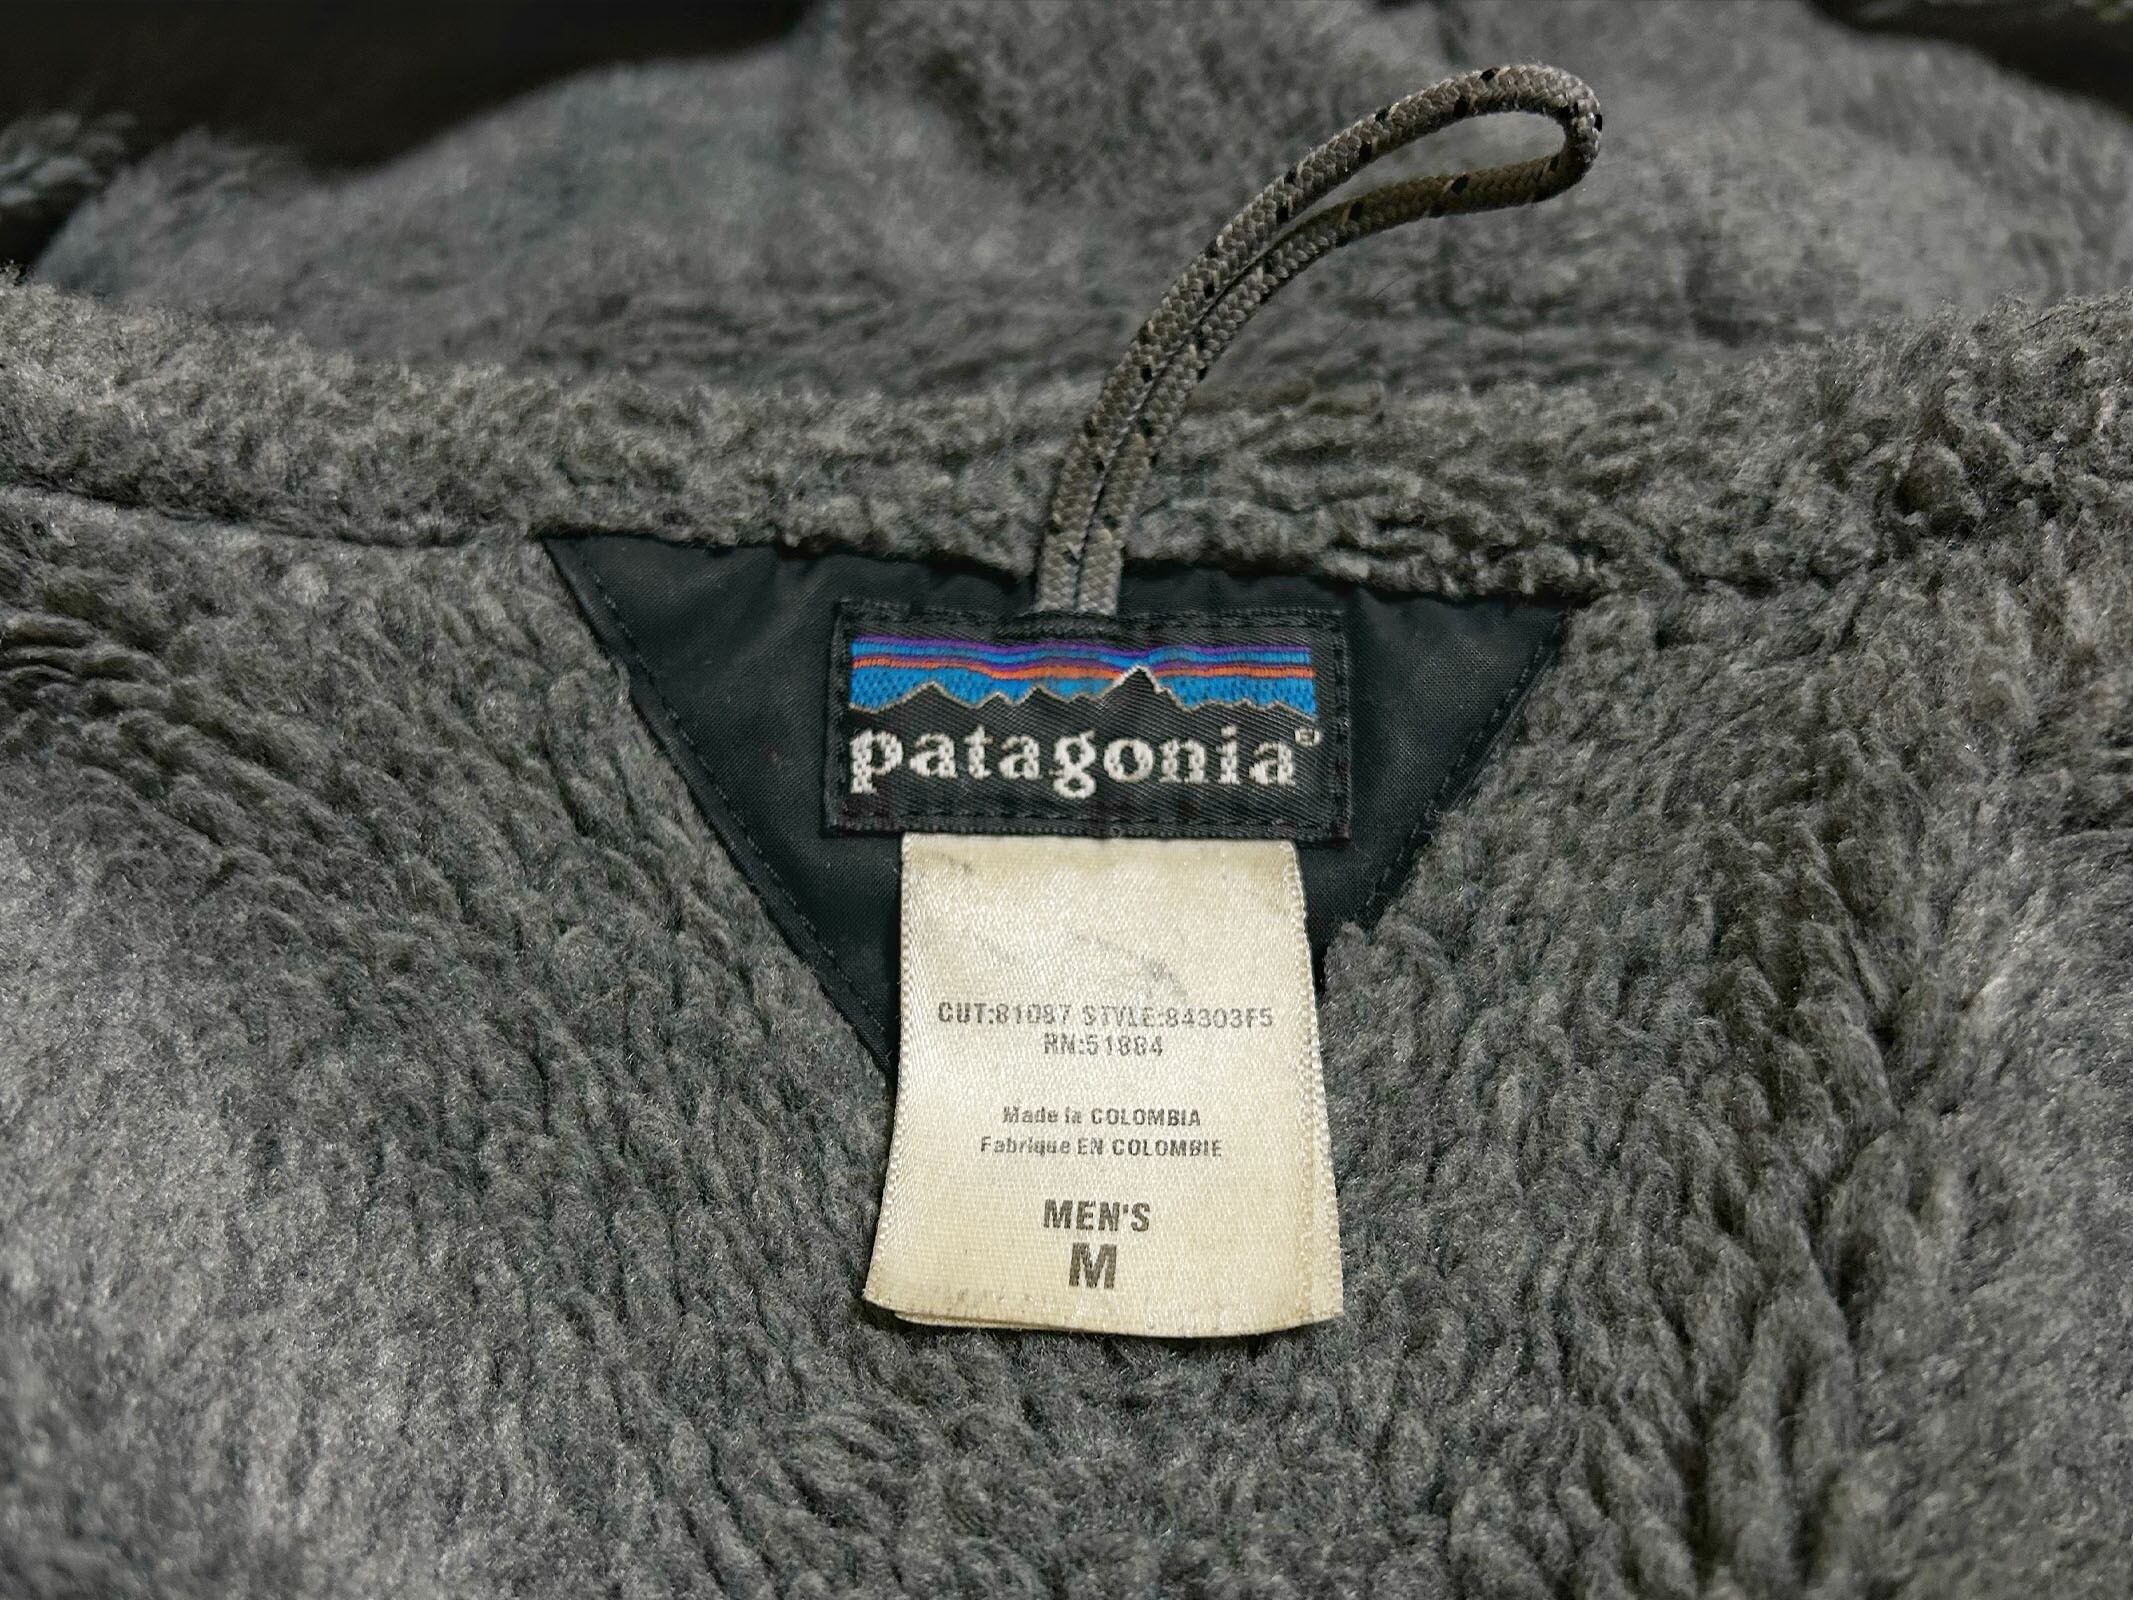 patagonia®
CUT:81087 STYLE:84303F5
RN:51884
Made in COLOMBIA
Fabrique EN COLOMBIE
MEN'S
M